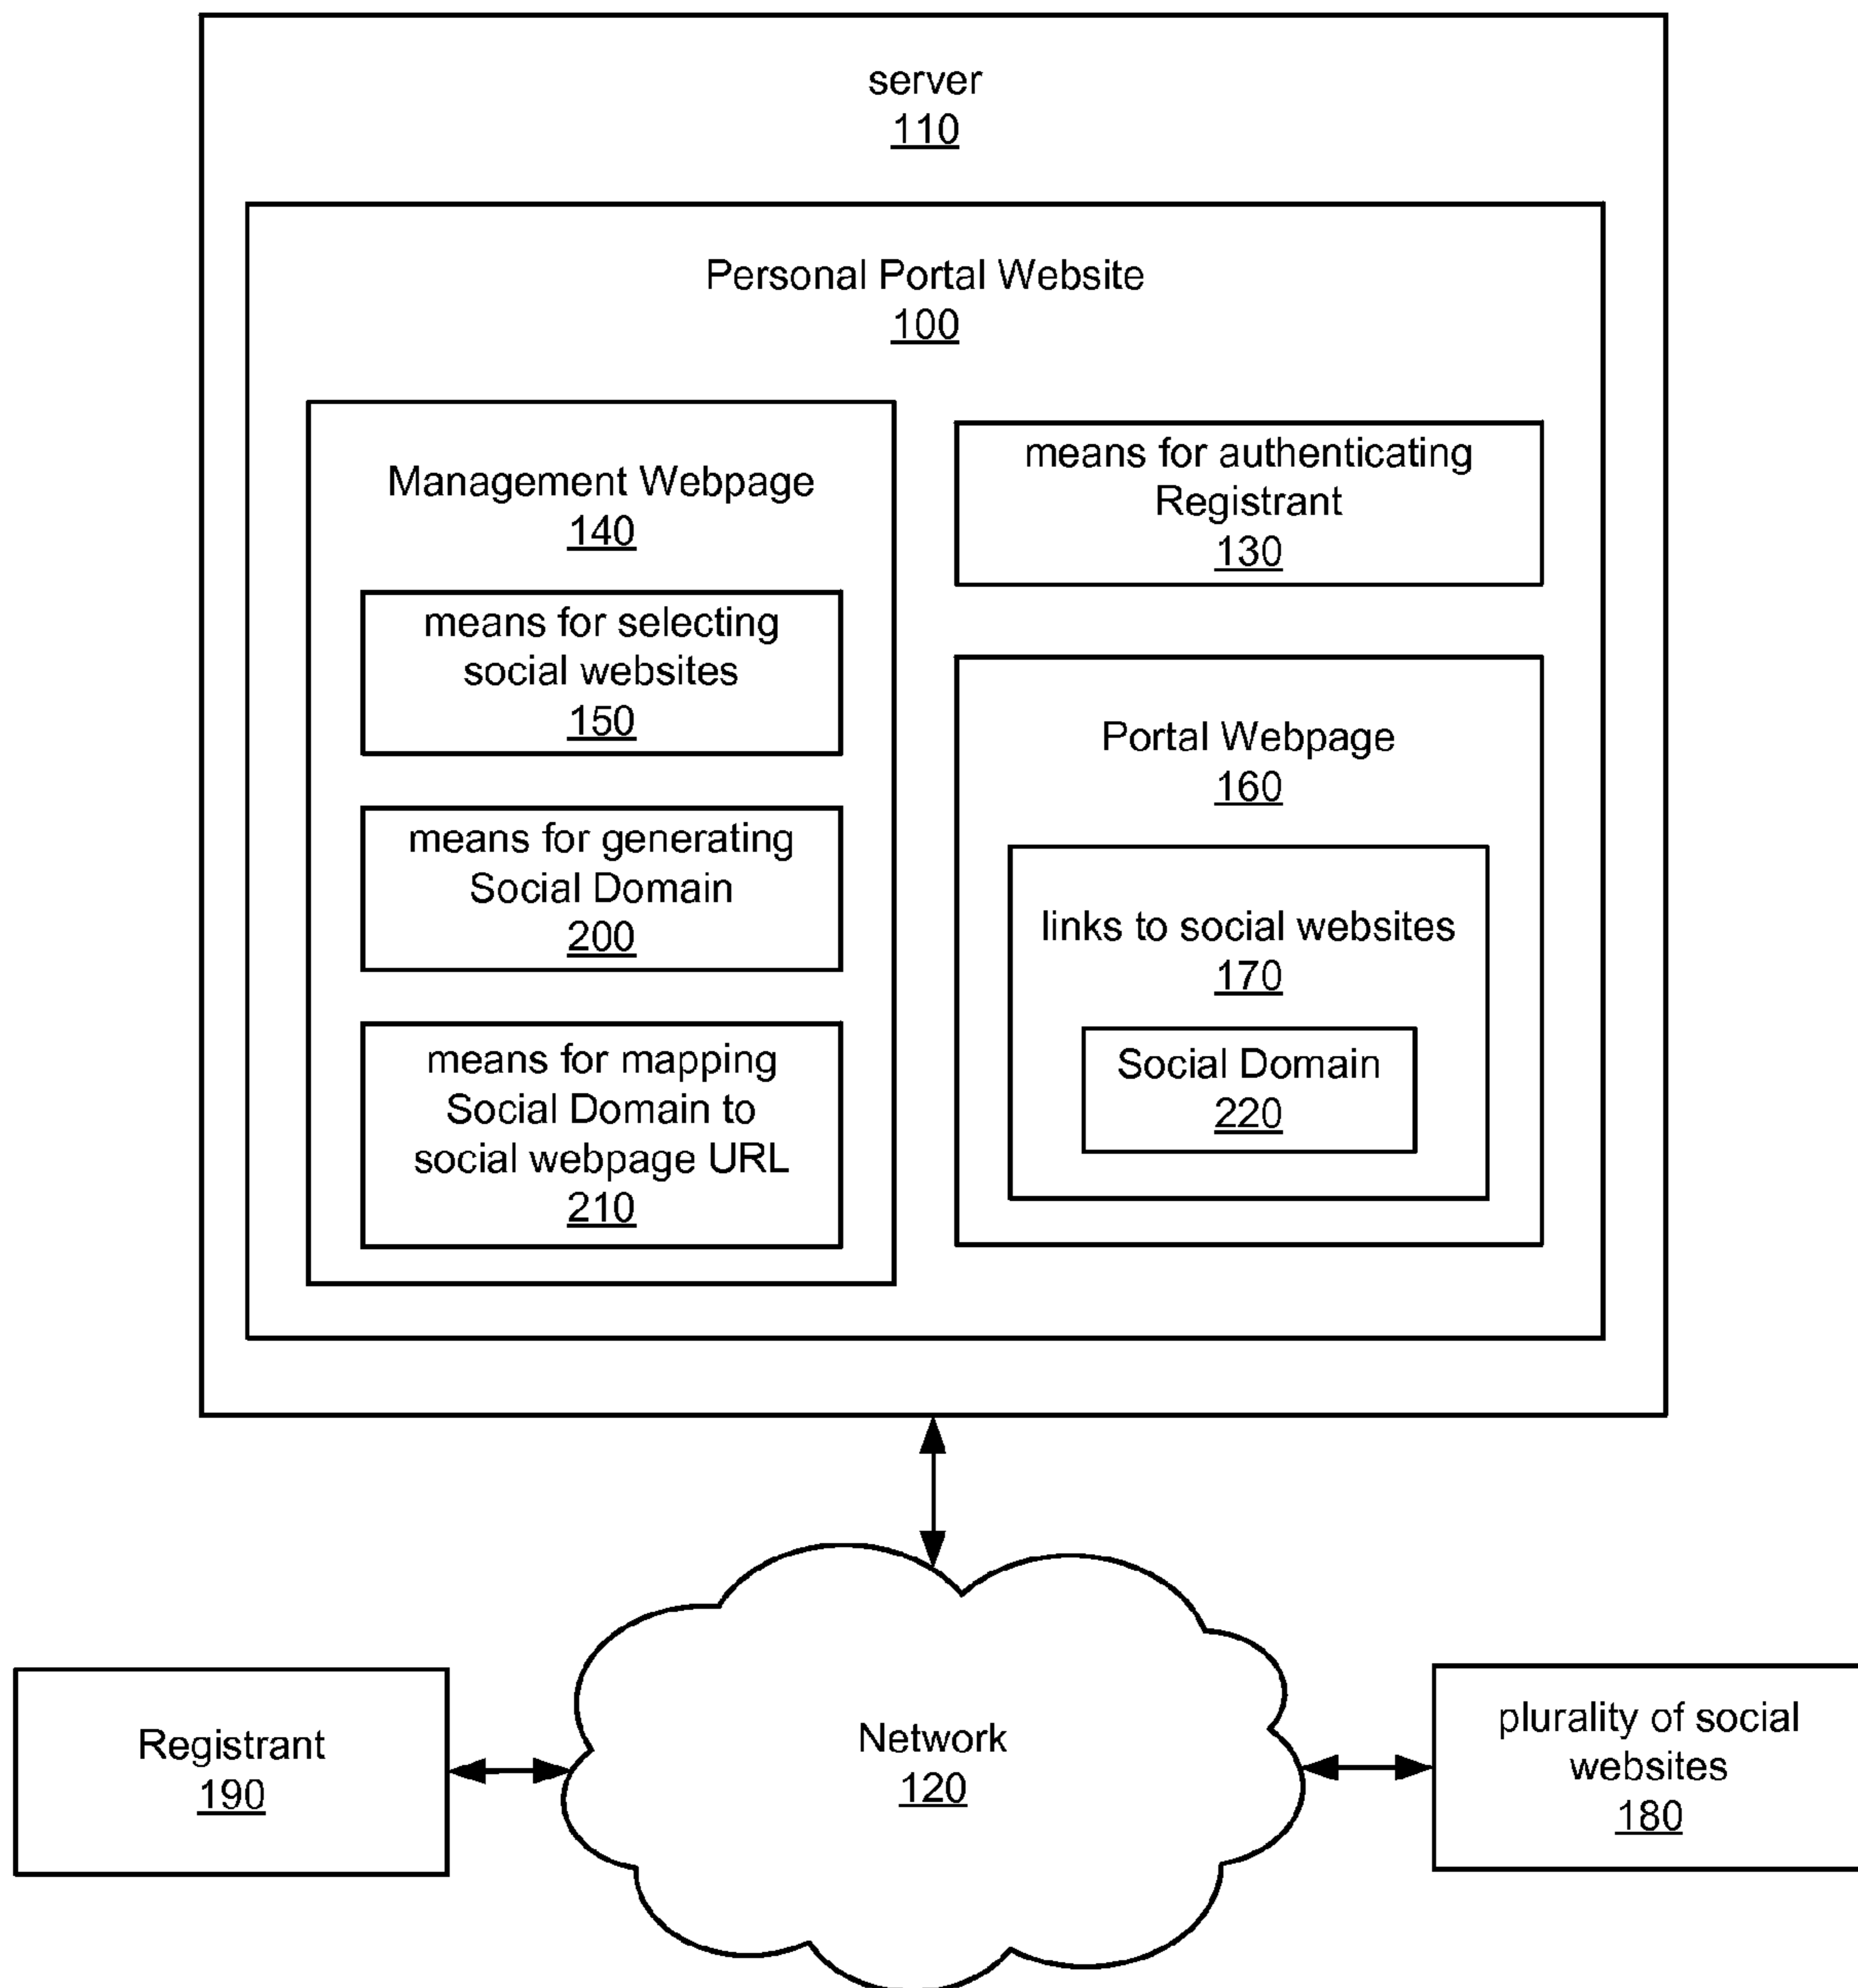 server
110
Personal Portal Website
100
Management Webpage
140
means for selecting
social websites
150
means for generating
Social Domain
200
means for mapping
Social Domain to
social webpage URL
210
means for authenticating
Registrant
130
Portal Webpage
160
links to social websites
170
Social Domain
220
Registrant
190
Network
120
plurality of social
websites
180